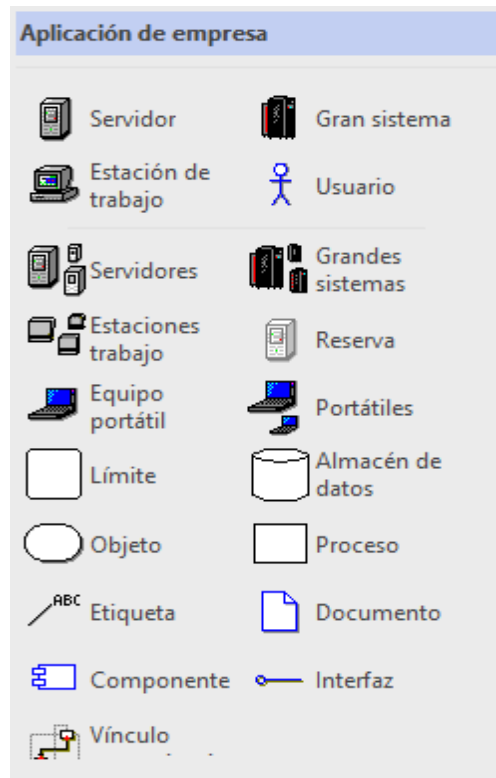 Aplicación de empresa
Servidor
Gran sistema
Estación de
trabajo
Usuario
Servidores
Grandes
sistemas
Estaciones
trabajo
Reserva
Equipo
portátil
Portátiles
Límite
Almacén de
datos
Objeto
Proceso
ABC
Etiqueta
Documento
Componente
Interfaz
Vínculo